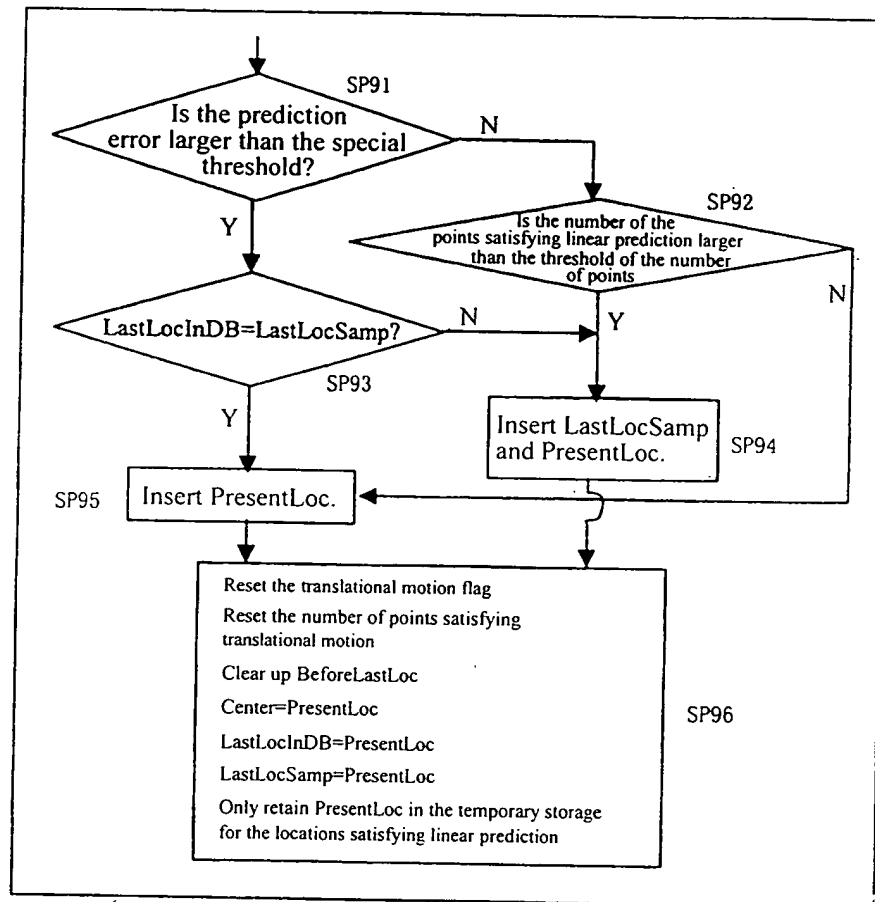 SP91
Is the prediction
error larger than the special
threshold?
N
Y
SP92
Is the number of the
points satisfying linear prediction larger
than the threshold of the number
of points
N
Y
LastLocInDB=LastLocSamp?
N
SP93
Y
Insert LastLocSamp
and PresentLoc.
SP94
SP95
Insert PresentLoc.
Reset the translational motion flag
Reset the number of points satisfying
translational motion
Clear up BeforeLastLoc
Center=PresentLoc
LastLocInDB=PresentLoc
LastLocSamp=PresentLoc
Only retain PresentLoc in the temporary storage
for the locations satisfying linear prediction
SP96